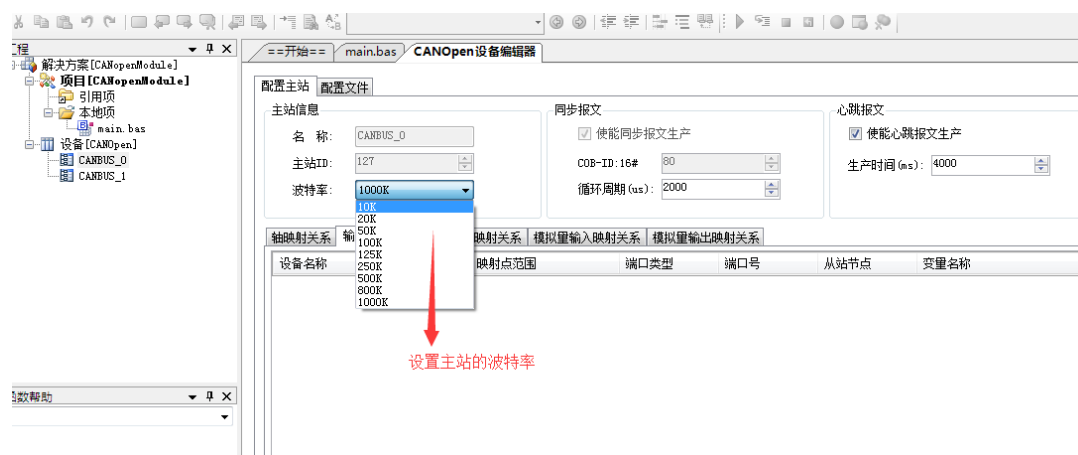 工程
==开始== main.bas CANOpen设备编辑器
解决方案[CANopenModule]
项目[CANopenModule]
引用项
本地项
main.bas
设备[CANOpen]
CANBUS_0
CANBUS_1
配置主站 配置文件
主站信息
名 称: CANBUS_0
主站ID: 127
波特率: 1000K
10K
20K
50K
100K
125K
250K
500K
800K
1000K
同步报文
使能同步报文生产
COB-ID:16# 80
循环周期(us): 2000
心跳报文
使能心跳报文生产
生产时间(ms): 4000
轴映射关系 输 映射关系 模拟量输入映射关系 模拟量输出映射关系
设备名称 映射点范围 端口类型 端口号 从站节点 变量名称
设置主站的波特率
函数帮助